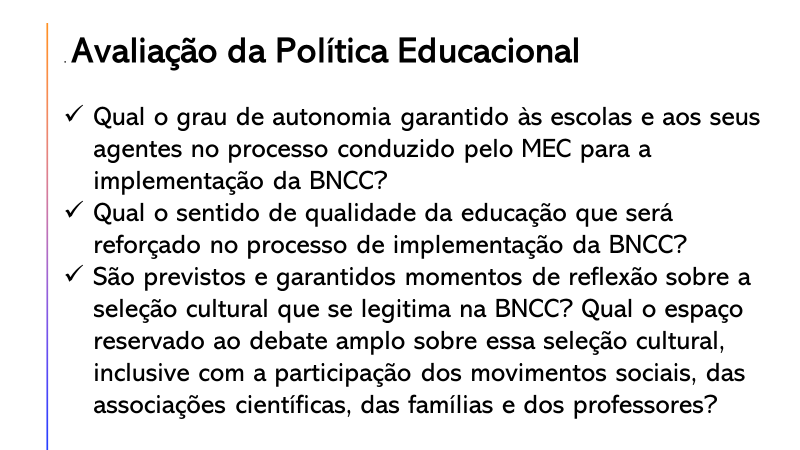 . Avaliação da Política Educacional
✓ Qual o grau de autonomia garantido às escolas e aos seus
agentes no processo conduzido pelo MEC para a
implementação da BNCC?
✓ Qual o sentido de qualidade da educação que será
reforçado no processo de implementação da BNCC?
✓ São previstos e garantidos momentos de reflexão sobre a
seleção cultural que se legitima na BNCC? Qual o espaço
reservado ao debate amplo sobre essa seleção cultural,
inclusive com a participação dos movimentos sociais, das
associações científicas, das famílias e dos professores?